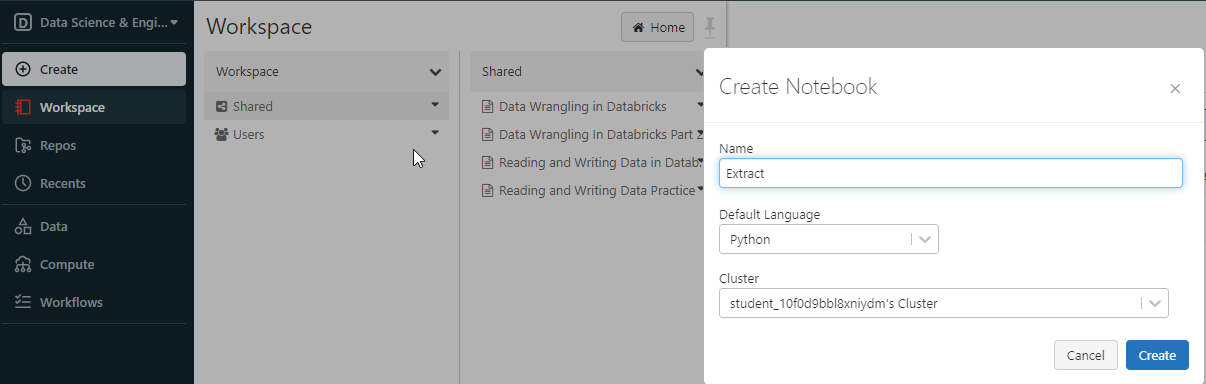 Data Science & Engi...
Create
Workspace
Repos
Recents
Data
Compute
Workflows
Workspace
Home
Workspace
Shared
Users
Shared
Data Wrangling in Databricks
Data Wrangling In Databricks Part 2
Reading and Writing Data in Datab...
Reading and Writing Data Practice
Create Notebook
Name
Extract
Default Language
Python
Cluster
student_10f0d9bbl8xniydm's Cluster
Cancel
Create